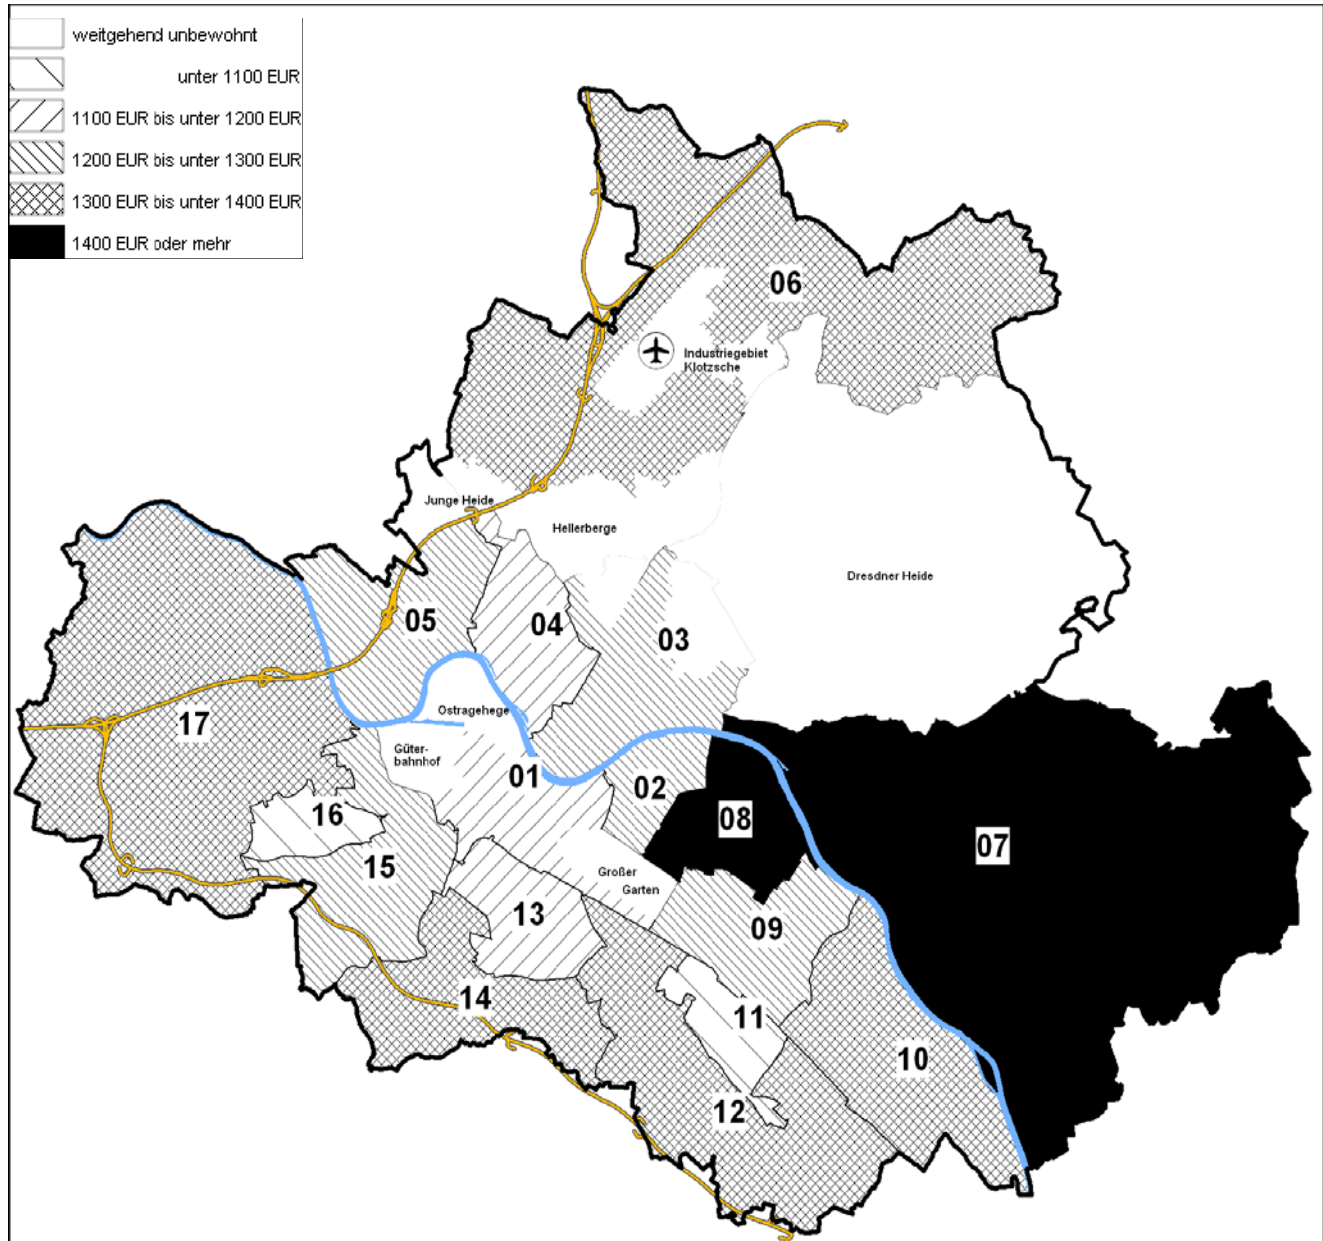 weitgehend unbewohnt
unter 1100 EUR
1100 EUR bis unter 1200 EUR
1200 EUR bis unter 1300 EUR
1300 EUR bis unter 1400 EUR
1400 EUR oder mehr
06
Industriegebiet
Klotzsche
Junge Heide
Hellerberge
Dresdner Heide
05
04
03
Ostragehege
17
Güter-
bahnhof
01
02
08
07
16
15
Großer
Garten
13
09
14
11
10
12